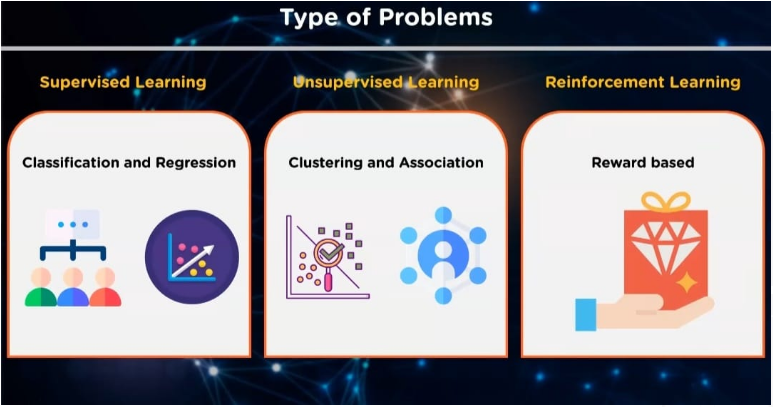 Type of Problems
Supervised Learning
Unsupervised Learning
Reinforcement Learning
Classification and Regression
Clustering and Association
Reward based